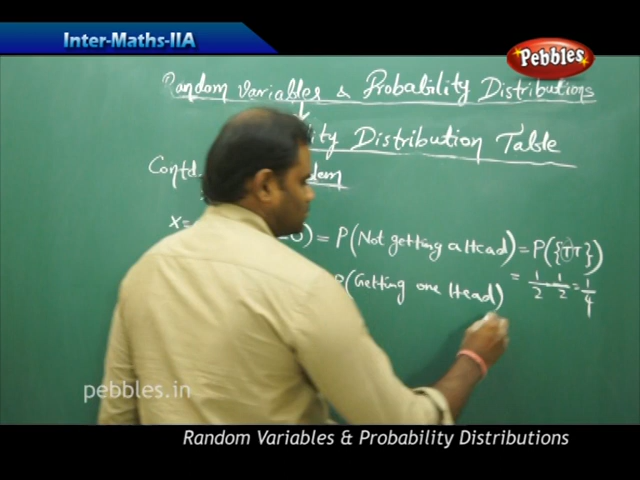 Inter-Maths-IIA
Pebbles
Random Variables & Probability Distributions
Distribution Table
Contd.
X= = P(Not getting a Head) = P({TT})
(Getting one Head) = 1/2 . 1/2 = 1/4
pebbles.in
Random Variables & Probability Distributions